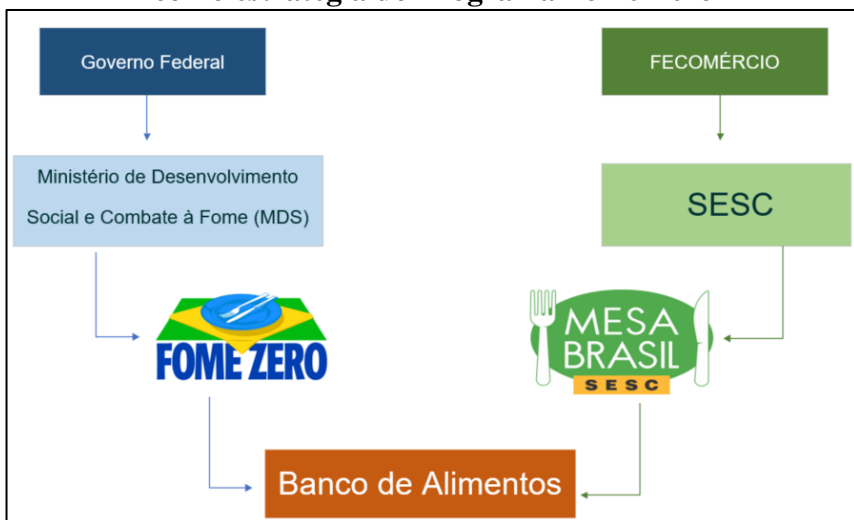 Governo Federal
FECOMÉRCIO
Ministério de Desenvolvimento
Social e Combate à Fome (MDS)
SESC
FOME ZERO
MESA
BRASIL
SESC
Banco de Alimentos